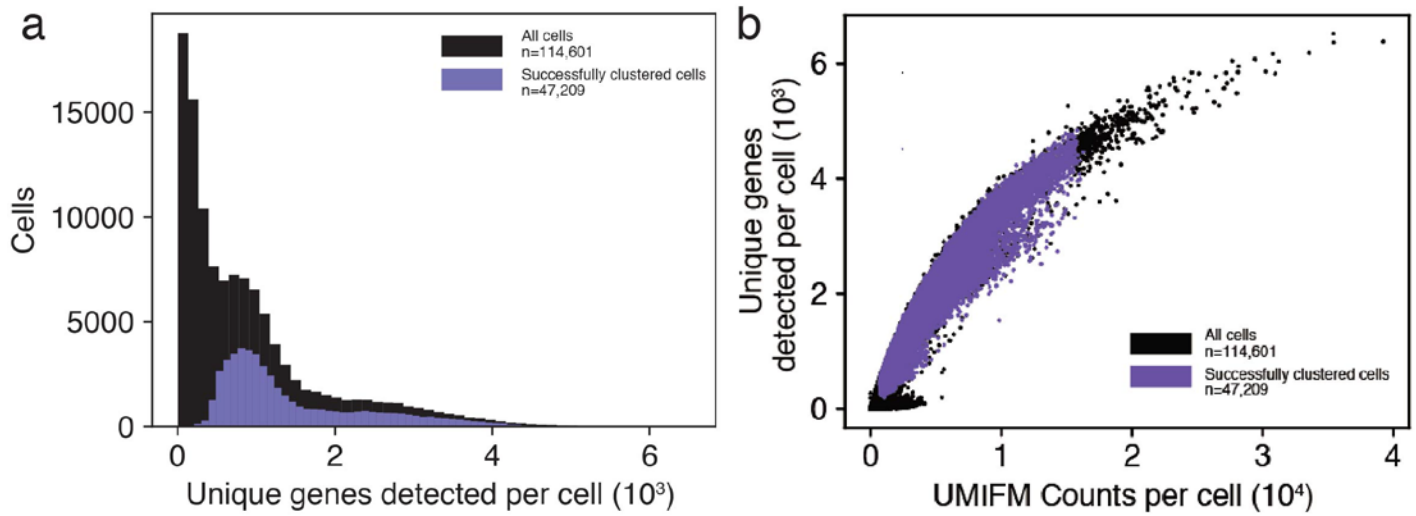 a
All cells
n=114,601
Successfully clustered cells
n=47,209
15000
10000
5000
0
Cells
0 2 4 6
Unique genes detected per cell (10³)
b
6
4
2
0
Unique genes
detected per cell (10³)
All cells
n=114,601
Successfully clustered cells
n=47,209
0 1 2 3 4
UMIFM Counts per cell (10⁴)